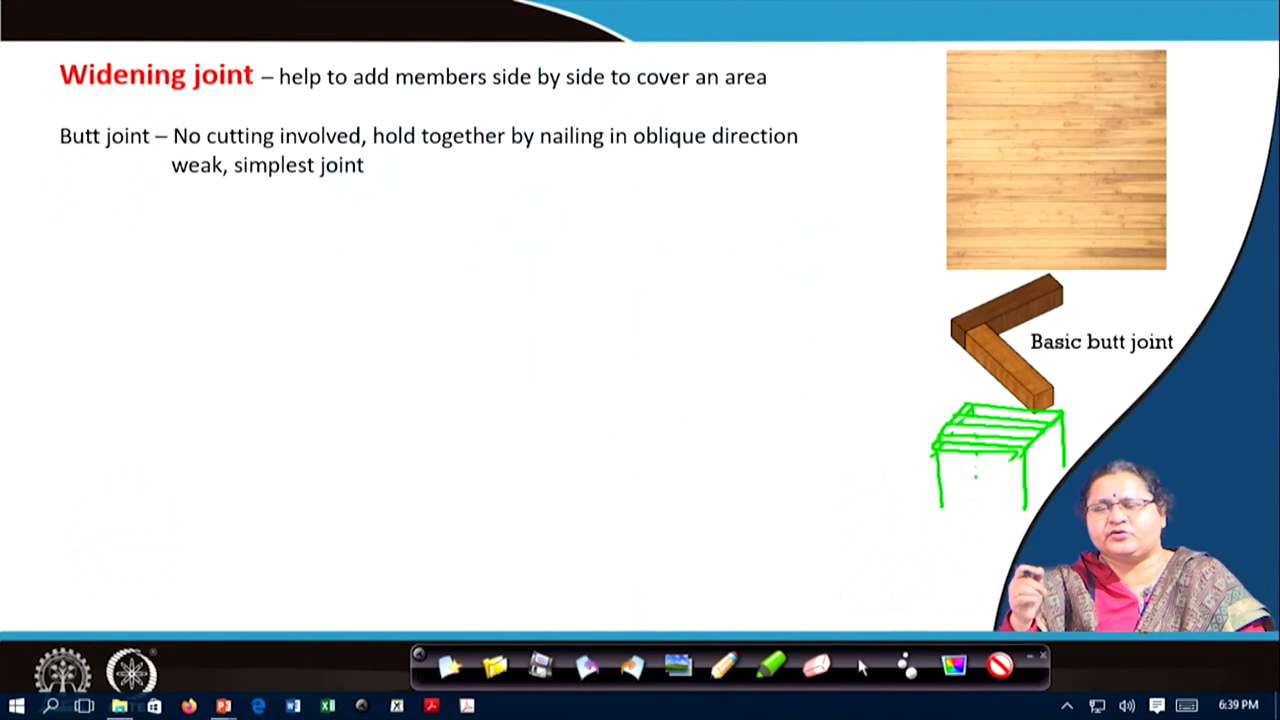 Widening joint – help to add members side by side to cover an area
Butt joint – No cutting involved, hold together by nailing in oblique direction
weak, simplest joint
Basic butt joint
6:39 PM